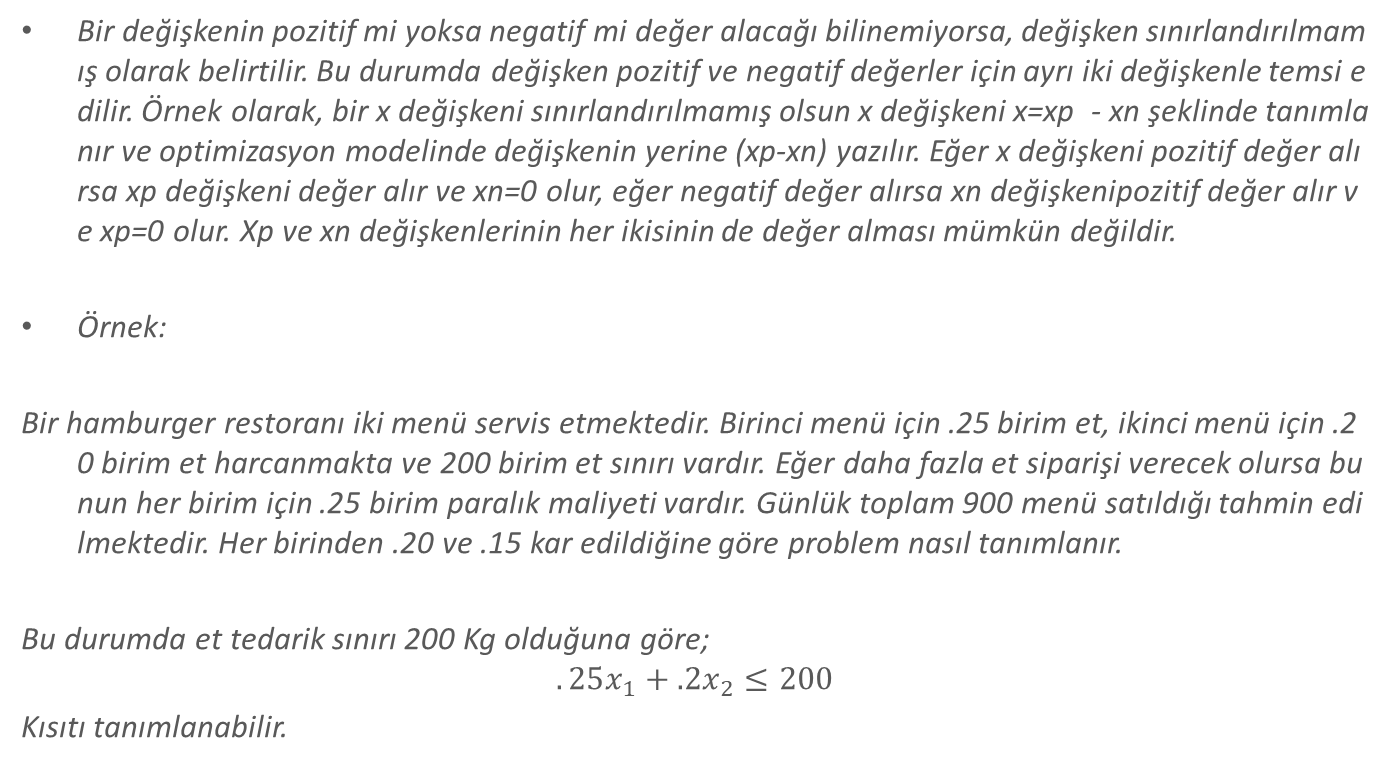 • Bir değişkenin pozitif mi yoksa negatif mi değer alacağı bilinemiyorsa, değişken sınırlandırılmam
ış olarak belirtilir. Bu durumda değişken pozitif ve negatif değerler için ayrı iki değişkenle temsi e
dilir. Örnek olarak, bir x değişkeni sınırlandırılmamış olsun x değişkeni x=xp - xn şeklinde tanımla
nır ve optimizasyon modelinde değişkenin yerine (xp-xn) yazılır. Eğer x değişkeni pozitif değer alı
rsa xp değişkeni değer alır ve xn=0 olur, eğer negatif değer alırsa xn değişkenipozitif değer alır v
e xp=0 olur. Xp ve xn değişkenlerinin her ikisinin de değer alması mümkün değildir.
• Örnek:
Bir hamburger restoranı iki menü servis etmektedir. Birinci menü için .25 birim et, ikinci menü için .2
0 birim et harcanmakta ve 200 birim et sınırı vardır. Eğer daha fazla et siparişi verecek olursa bu
nun her birim için .25 birim paralık maliyeti vardır. Günlük toplam 900 menü satıldığı tahmin edi
lmektedir. Her birinden .20 ve .15 kar edildiğine göre problem nasıl tanımlanır.
Bu durumda et tedarik sınırı 200 Kg olduğuna göre;
.25x₁ + .2x₂ ≤ 200
Kısıtı tanımlanabilir.